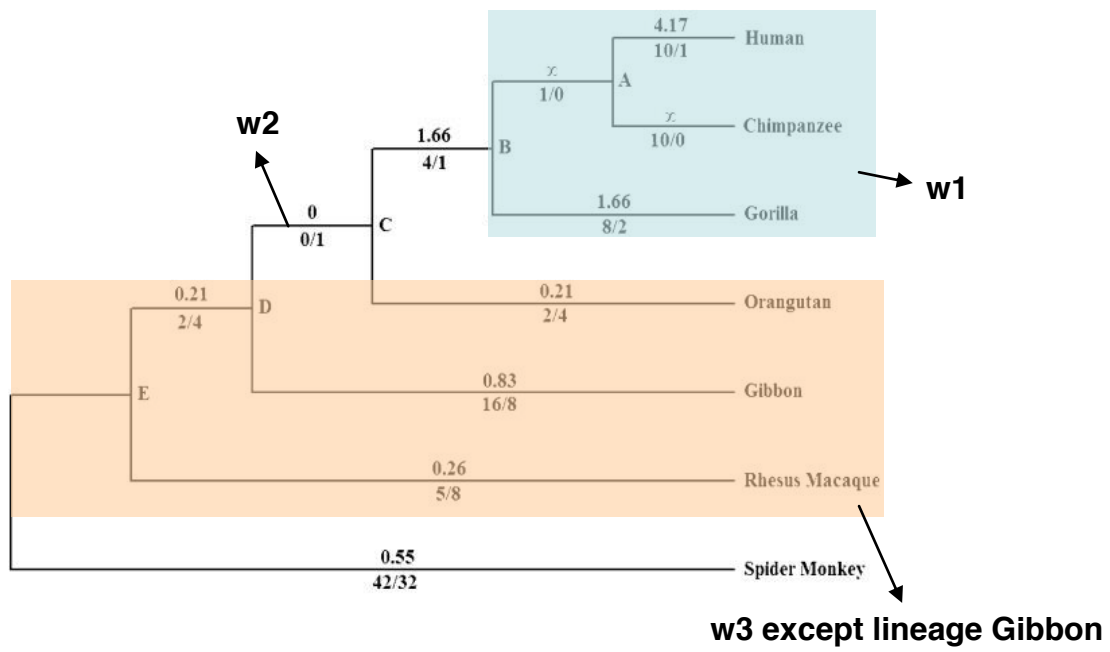 4.17
Human
10/1
x
A
1/0
x
Chimpanzee
10/0
w2
1.66
B
4/1
w1
1.66
Gorilla
8/2
0
C
0/1
0.21
D
2/4
0.21
Orangutan
2/4
0.83
Gibbon
16/8
E
0.26
Rhesus Macaque
5/8
0.55
Spider Monkey
42/32
w3 except lineage Gibbon